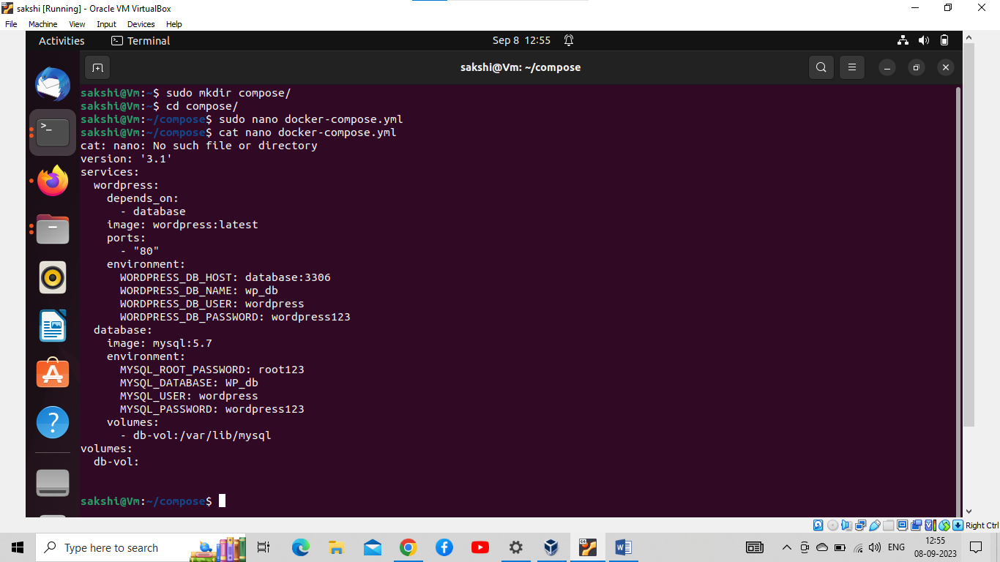 sakshi [Running] - Oracle VM VirtualBox
File Machine View Input Devices Help
Activities Terminal Sep 8 12:55
sakshi@Vm: ~/compose
sakshi@Vm:~$ sudo mkdir compose/
sakshi@Vm:~$ cd compose/
sakshi@Vm:~/compose$ sudo nano docker-compose.yml
sakshi@Vm:~/compose$ cat nano docker-compose.yml
cat: nano: No such file or directory
version: '3.1'
services:
  wordpress:
    depends_on:
      - database
    image: wordpress:latest
    ports:
      - "80"
    environment:
      WORDPRESS_DB_HOST: database:3306
      WORDPRESS_DB_NAME: wp_db
      WORDPRESS_DB_USER: wordpress
      WORDPRESS_DB_PASSWORD: wordpress123
  database:
    image: mysql:5.7
    environment:
      MYSQL_ROOT_PASSWORD: root123
      MYSQL_DATABASE: WP_db
      MYSQL_USER: wordpress
      MYSQL_PASSWORD: wordpress123
    volumes:
      - db-vol:/var/lib/mysql
volumes:
  db-vol:
sakshi@Vm:~/compose$
Right Ctrl
Type here to search
ENG
12:55
08-09-2023